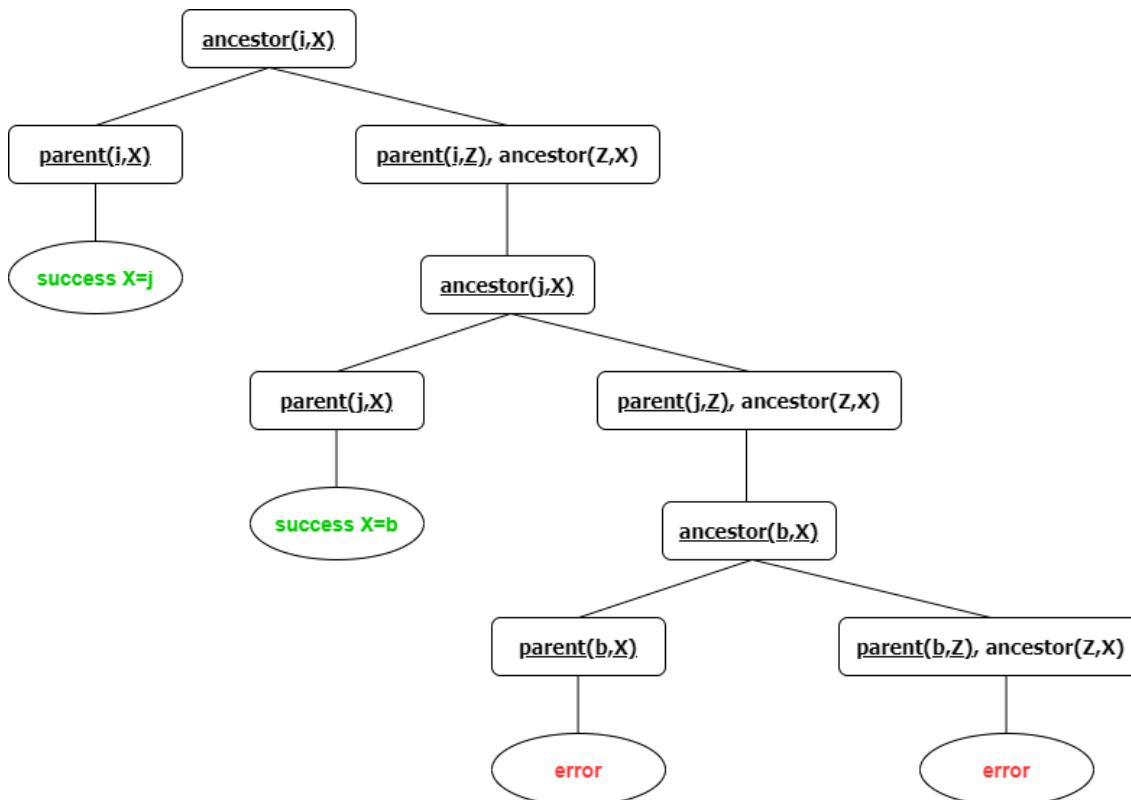 ancestor(i,X)
parent(i,X)
parent(i,Z), ancestor(Z,X)
success X=j
ancestor(j,X)
parent(j,X)
parent(j,Z), ancestor(Z,X)
success X=b
ancestor(b,X)
parent(b,X)
parent(b,Z), ancestor(Z,X)
error
error